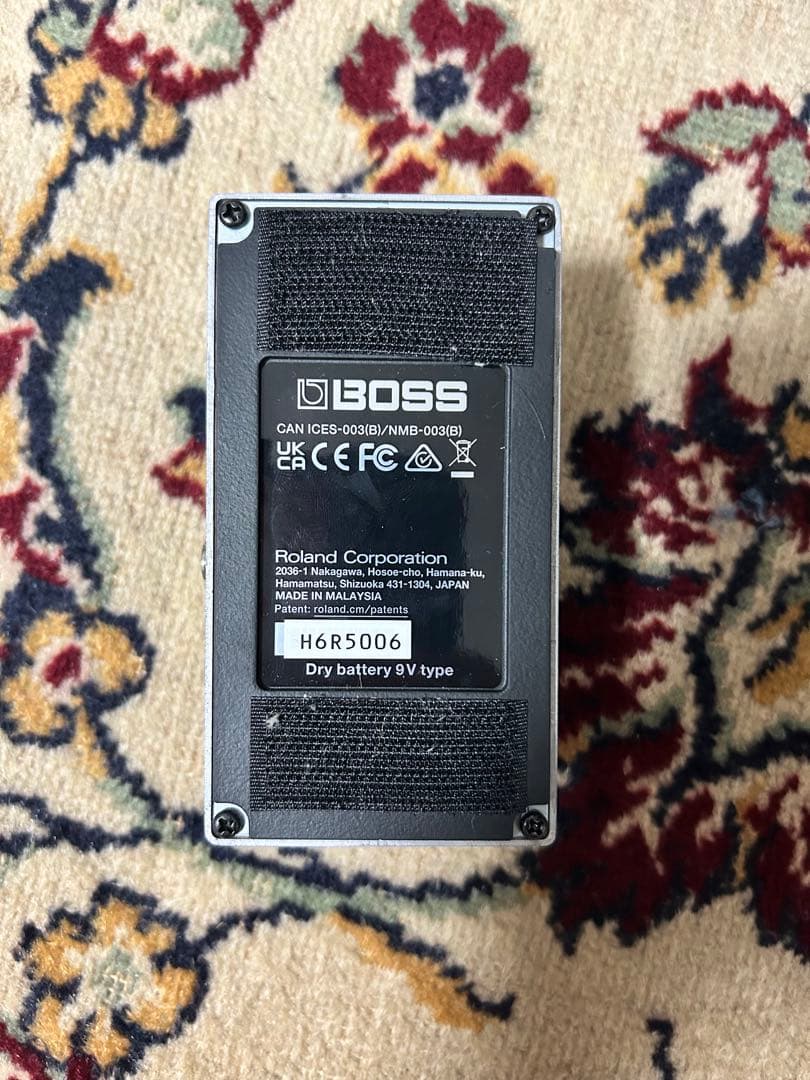 BOSS
CAN ICES-003(B)/NMB-003(B)
UK
CA CE FC
Roland Corporation
2036-1 Nakagawa, Hosoe-cho, Hamana-ku,
Hamamatsu, Shizuoka 431-1304, JAPAN
MADE IN MALAYSIA
Patent: roland.cm/patents
H6R5006
Dry battery 9V type